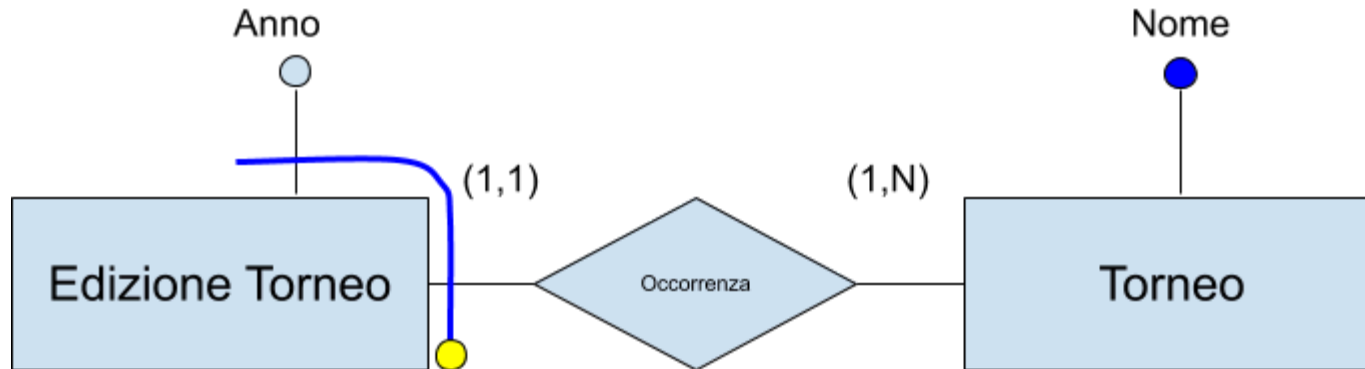 Anno
Nome
(1,1)
(1,N)
Edizione Torneo
Occorrenza
Torneo